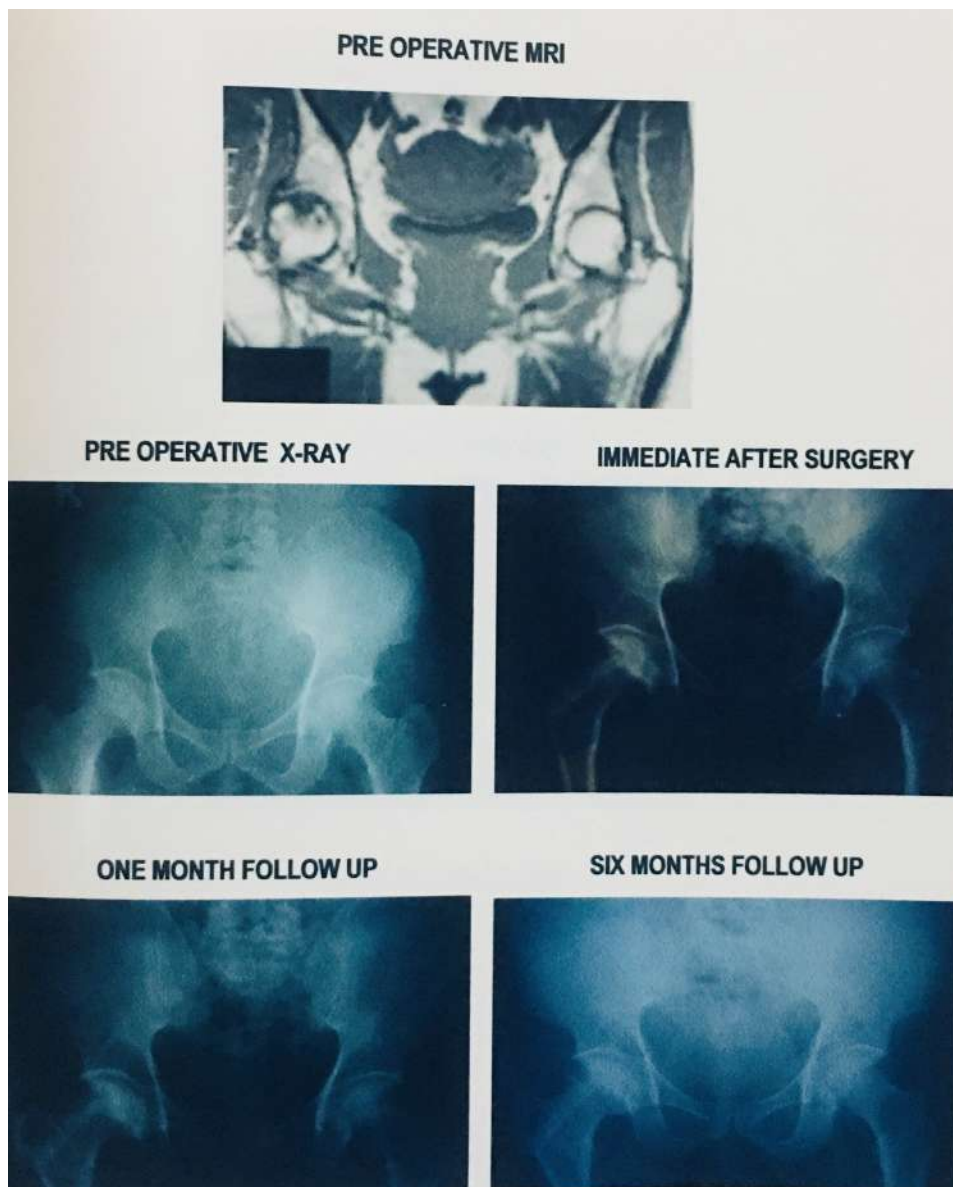 PRE OPERATIVE MRI
PRE OPERATIVE X-RAY
IMMEDIATE AFTER SURGERY
ONE MONTH FOLLOW UP
SIX MONTHS FOLLOW UP